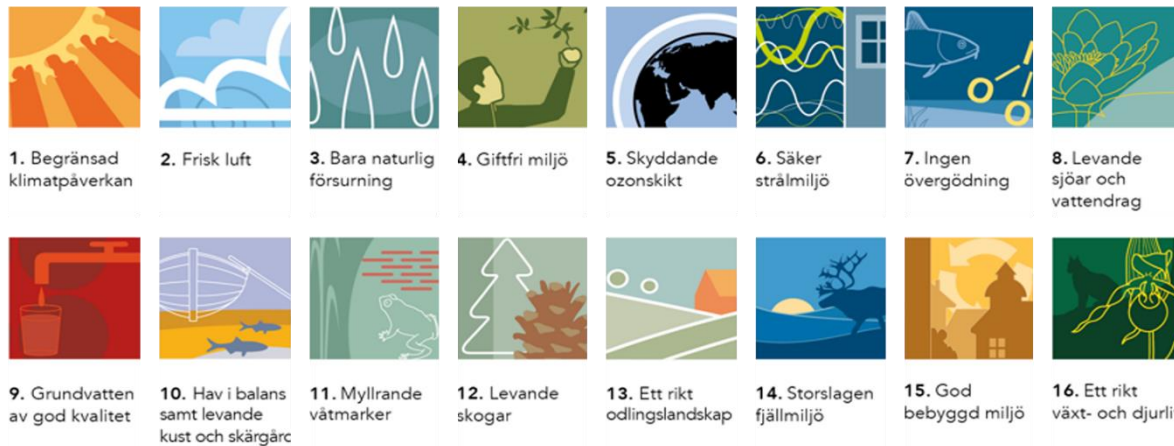 1. Begränsad
klimatpåverkan
2. Frisk luft
3. Bara naturlig
försurning
4. Giftfri miljö
5. Skyddande
ozonskikt
6. Säker
strålmiljö
7. Ingen
övergödning
8. Levande
sjöar och
vattendrag
9. Grundvatten
av god kvalitet
10. Hav i balans
samt levande
kust och skärgård
11. Myllrande
våtmarker
12. Levande
skogar
13. Ett rikt
odlingslandskap
14. Storslagen
fjällmiljö
15. God
bebyggd miljö
16. Ett rikt
växt- och djurli